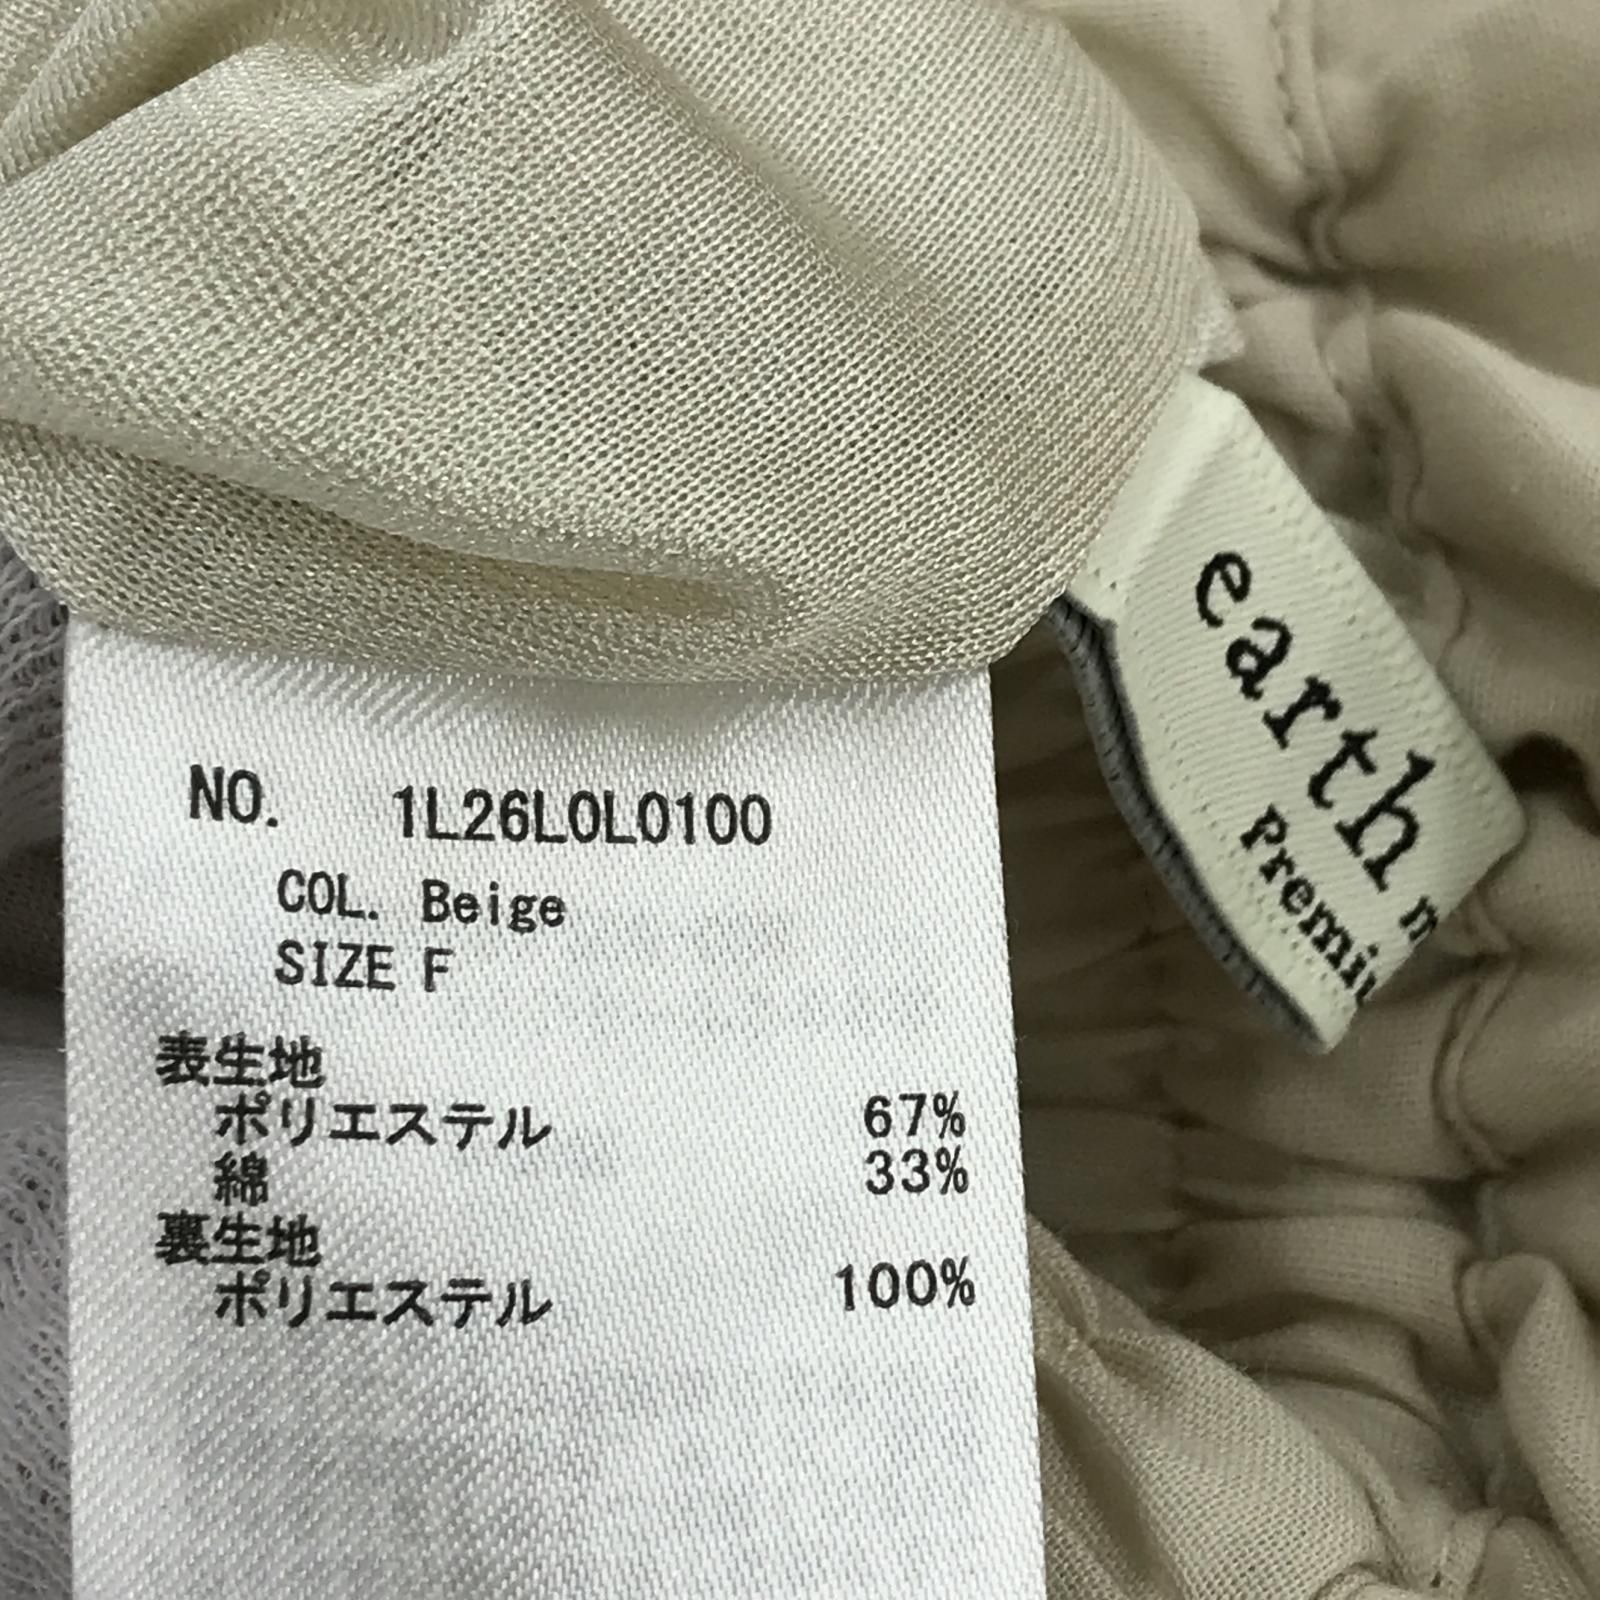 NO. 1L26L0L0100
COL. Beige
SIZE F
表生地
ポリエステル 67%
綿 33%
裏生地
ポリエステル 100%
earth